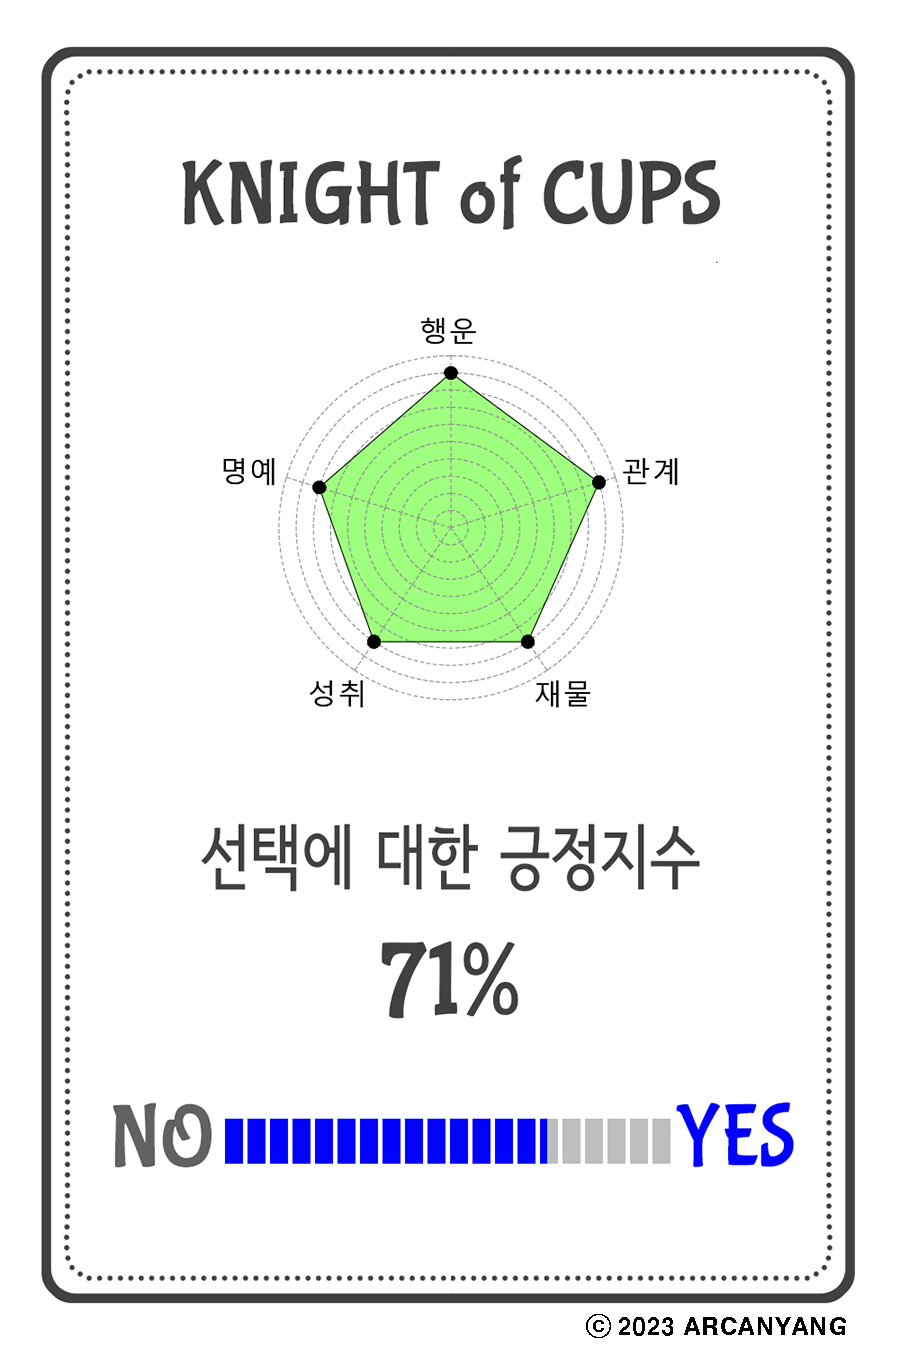 KNIGHT of CUPS
행운
명예
관계
성취
재물
선택에 대한 긍정지수
71%
NO YES
ⓒ 2023 ARCANYANG